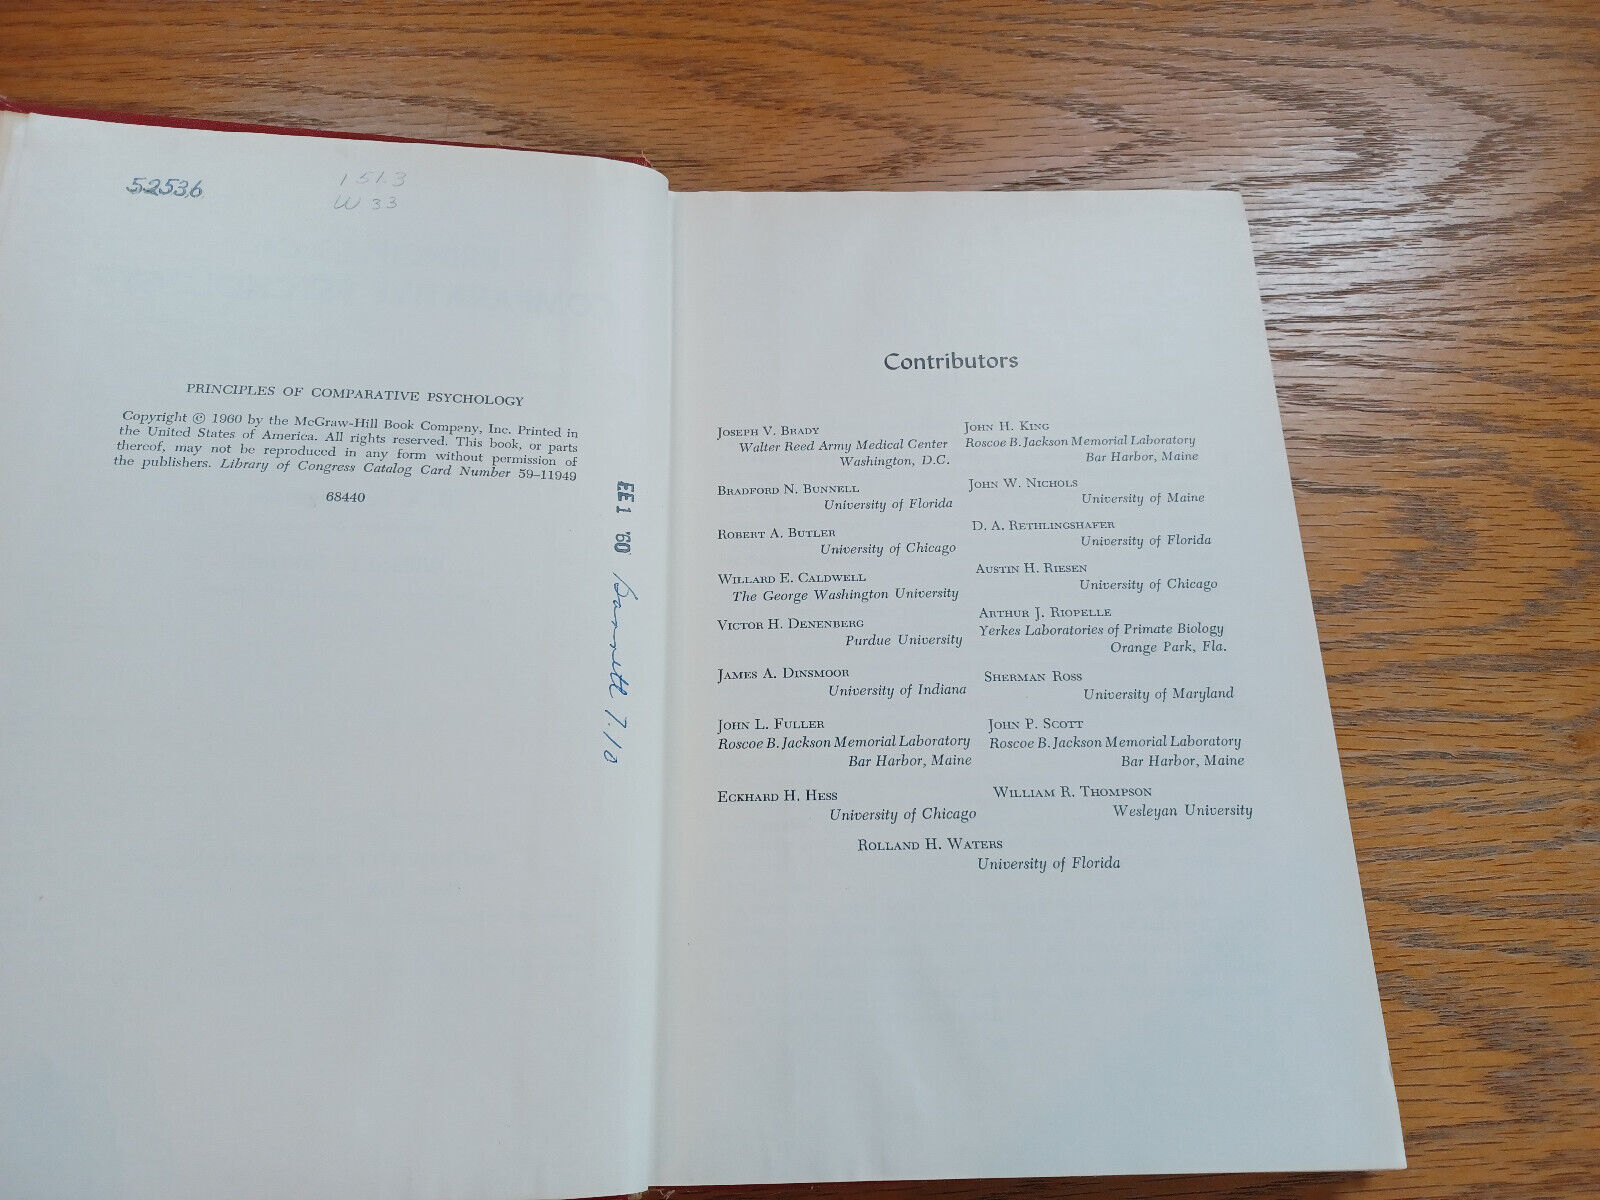 52536
151.3
W 33
PRINCIPLES OF COMPARATIVE PSYCHOLOGY
Copyright © 1960 by the McGraw-Hill Book Company, Inc. Printed in
the United States of America. All rights reserved. This book, or parts
thereof, may not be reproduced in any form without permission of
the publishers. Library of Congress Catalog Card Number 59–11949
68440
'60
7.10
Contributors
JOSEPH V. BRADY
Walter Reed Army Medical Center
Washington, D.C.
BRADFORD N. BUNNELL
University of Florida
ROBERT A. BUTLER
University of Chicago
WILLARD E. CALDWELL
The George Washington University
VICTOR H. DENENBERG
Purdue University
JAMES A. DINSMOOR
University of Indiana
JOHN L. FULLER
Roscoe B. Jackson Memorial Laboratory
Bar Harbor, Maine
ECKHARD H. HESS
University of Chicago
JOHN H. KING
Roscoe B. Jackson Memorial Laboratory
Bar Harbor, Maine
JOHN W. NICHOLS
University of Maine
D. A. RETHLINGSHAFER
University of Florida
AUSTIN H. RIESEN
University of Chicago
ARTHUR J. RIOPELLE
Yerkes Laboratories of Primate Biology
Orange Park, Fla.
SHERMAN ROSS
University of Maryland
JOHN P. SCOTT
Roscoe B. Jackson Memorial Laboratory
Bar Harbor, Maine
WILLIAM R. THOMPSON
Wesleyan University
ROLLAND H. WATERS
University of Florida